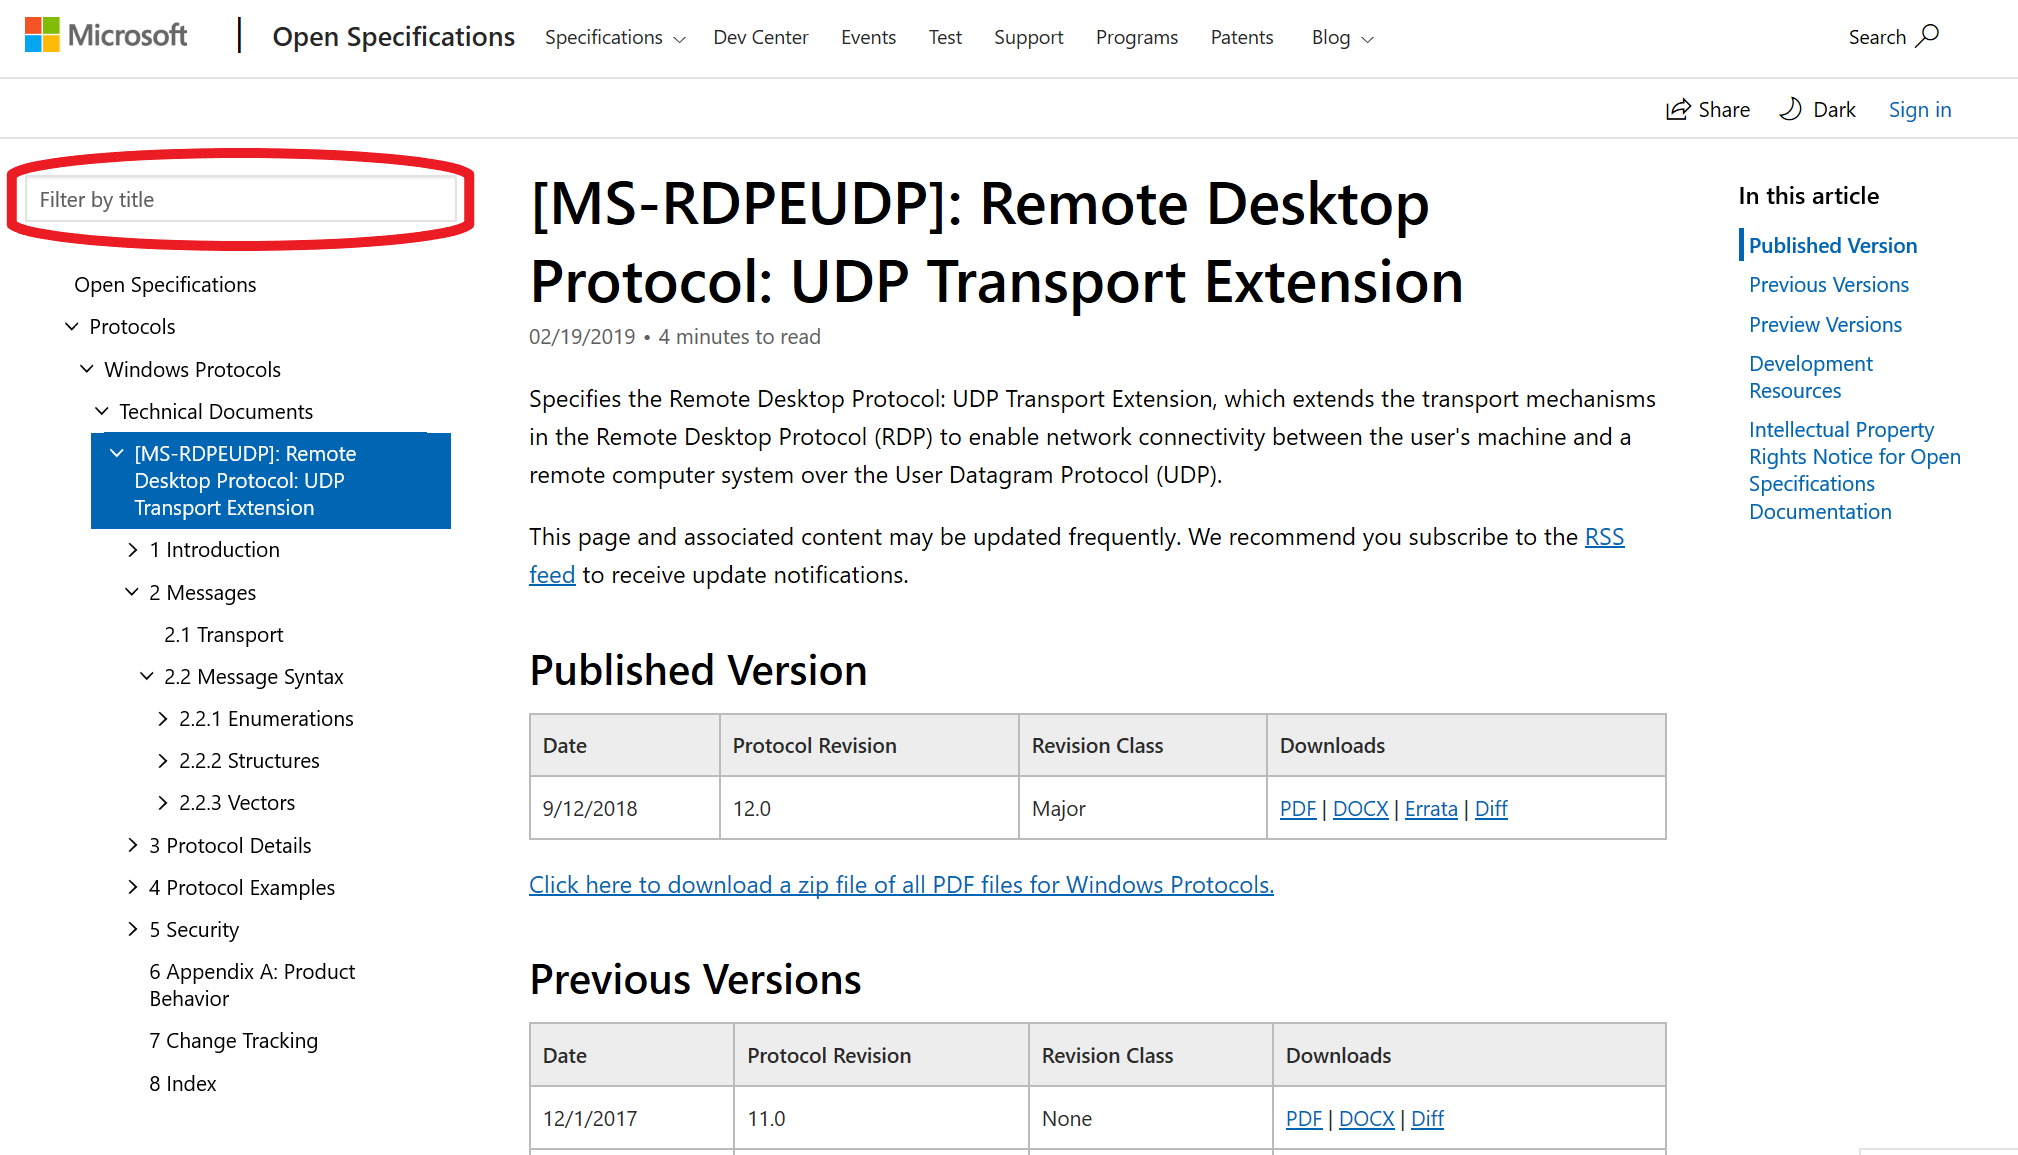 Microsoft
Open Specifications
Specifications
Dev Center
Events
Test
Support
Programs
Patents
Blog
Search
Share
Dark
Sign in
Filter by title
Open Specifications
Protocols
Windows Protocols
Technical Documents
[MS-RDPEUDP]: Remote
Desktop Protocol: UDP
Transport Extension
1 Introduction
2 Messages
2.1 Transport
2.2 Message Syntax
2.2.1 Enumerations
2.2.2 Structures
2.2.3 Vectors
3 Protocol Details
4 Protocol Examples
5 Security
6 Appendix A: Product
Behavior
7 Change Tracking
8 Index
[MS-RDPEUDP]: Remote Desktop
Protocol: UDP Transport Extension
02/19/2019 • 4 minutes to read
Specifies the Remote Desktop Protocol: UDP Transport Extension, which extends the transport mechanisms
in the Remote Desktop Protocol (RDP) to enable network connectivity between the user's machine and a
remote computer system over the User Datagram Protocol (UDP).
This page and associated content may be updated frequently. We recommend you subscribe to the RSS
feed to receive update notifications.
Published Version
Date Protocol Revision Revision Class Downloads
9/12/2018 12.0 Major PDF | DOCX | Errata | Diff
Click here to download a zip file of all PDF files for Windows Protocols.
Previous Versions
Date Protocol Revision Revision Class Downloads
12/1/2017 11.0 None PDF | DOCX | Diff
In this article
Published Version
Previous Versions
Preview Versions
Development
Resources
Intellectual Property
Rights Notice for Open
Specifications
Documentation